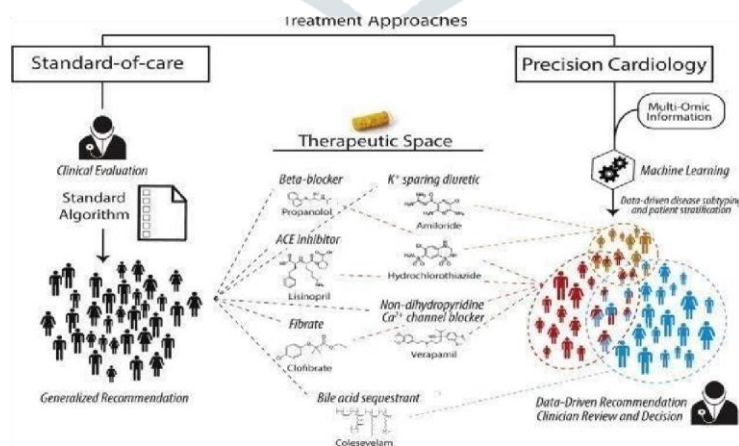 Treatment Approaches
Standard-of-care
Precision Cardiology
Multi-Omic
Information
Clinical Evaluation
Standard
Algorithm
Therapeutic Space
Machine Learning
Data-driven disease subtyping
and patient stratification
Beta-blocker
Propanolol
K+ sparing diuretic
Amiloride
ACE inhibitor
Lisinopril
Hydrochlorothiazide
Non-dihydropyridine
Ca2+ channel blocker
Verapamil
Fibrate
Clofibrate
Bile acid sequestrant
Colesevelam
Generalized Recommendation
Data-Driven Recommendation
Clinician Review and Decision